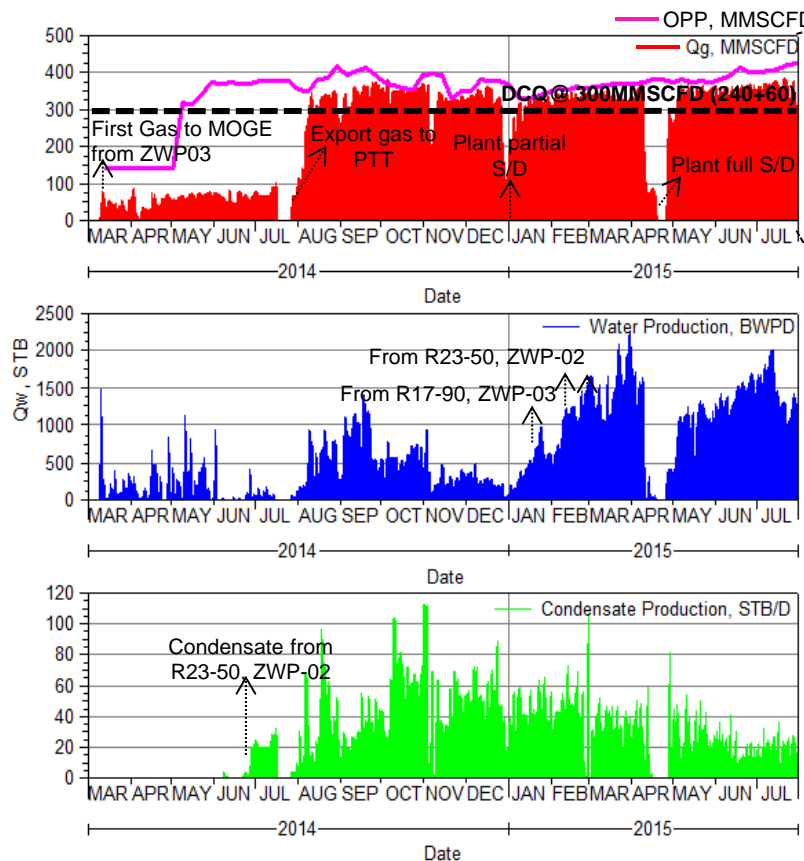 OPP, MMSCFD
Qg, MMSCFD
500
400
300
200
100
0
DCQ @ 300MMSCFD (240+60)
First Gas to MOGE
from ZWP03
Export gas to
PTT
Plant partial
S/D
Plant full S/D
MAR APR MAY JUN JUL AUG SEP OCT NOV DEC JAN FEB MAR APR MAY JUN JUL
2014 2015
Date
Water Production, BWPD
Qw, STB
2500
2000
1500
1000
500
0
From R23-50, ZWP-02
From R17-90, ZWP-03
MAR APR MAY JUN JUL AUG SEP OCT NOV DEC JAN FEB MAR APR MAY JUN JUL
2014 2015
Date
Condensate Production, STB/D
120
100
80
60
40
20
0
Condensate from
R23-50, ZWP-02
MAR APR MAY JUN JUL AUG SEP OCT NOV DEC JAN FEB MAR APR MAY JUN JUL
2014 2015
Date